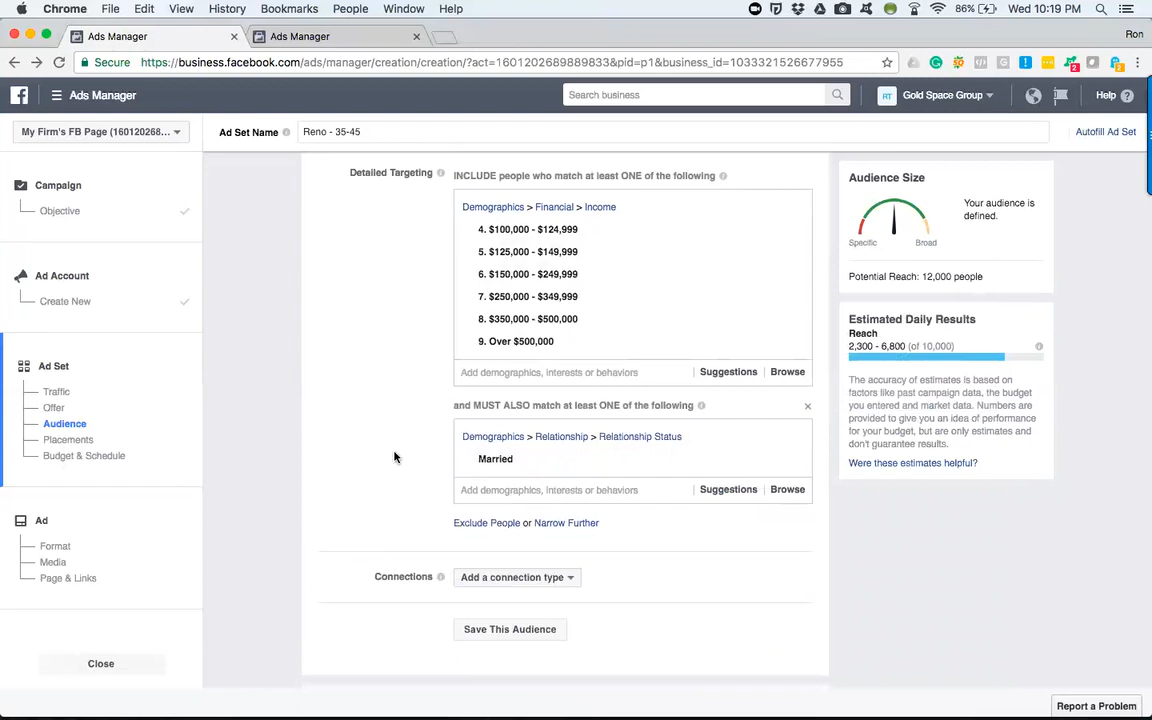 Chrome File Edit View History Bookmarks People Window Help 86% Wed 10:19 PM
Ads Manager Ads Manager Ron
Secure https://business.facebook.com/ads/manager/creation/creation/?act=1601202689889833&pid=p1&business_id=1033321526677955
Ads Manager Search business RT Gold Space Group Help
My Firm's FB Page (160120268... Ad Set Name Reno - 35-45 Autofill Ad Set
Campaign
Objective
Ad Account
Create New
Ad Set
Traffic
Offer
Audience
Placements
Budget & Schedule
Ad
Format
Media
Page & Links
Close
Detailed Targeting INCLUDE people who match at least ONE of the following
Demographics > Financial > Income
4. $100,000 - $124,999
5. $125,000 - $149,999
6. $150,000 - $249,999
7. $250,000 - $349,999
8. $350,000 - $500,000
9. Over $500,000
Add demographics, interests or behaviors Suggestions Browse
and MUST ALSO match at least ONE of the following
Demographics > Relationship > Relationship Status
Married
Add demographics, interests or behaviors Suggestions Browse
Exclude People or Narrow Further
Connections Add a connection type
Save This Audience
Audience Size
Your audience is
defined.
Specific Broad
Potential Reach: 12,000 people
Estimated Daily Results
Reach
2,300 - 6,800 (of 10,000)
The accuracy of estimates is based on
factors like past campaign data, the budget
you entered and market data. Numbers are
provided to give you an idea of performance
for your budget, but are only estimates and
don't guarantee results.
Were these estimates helpful?
Report a Problem